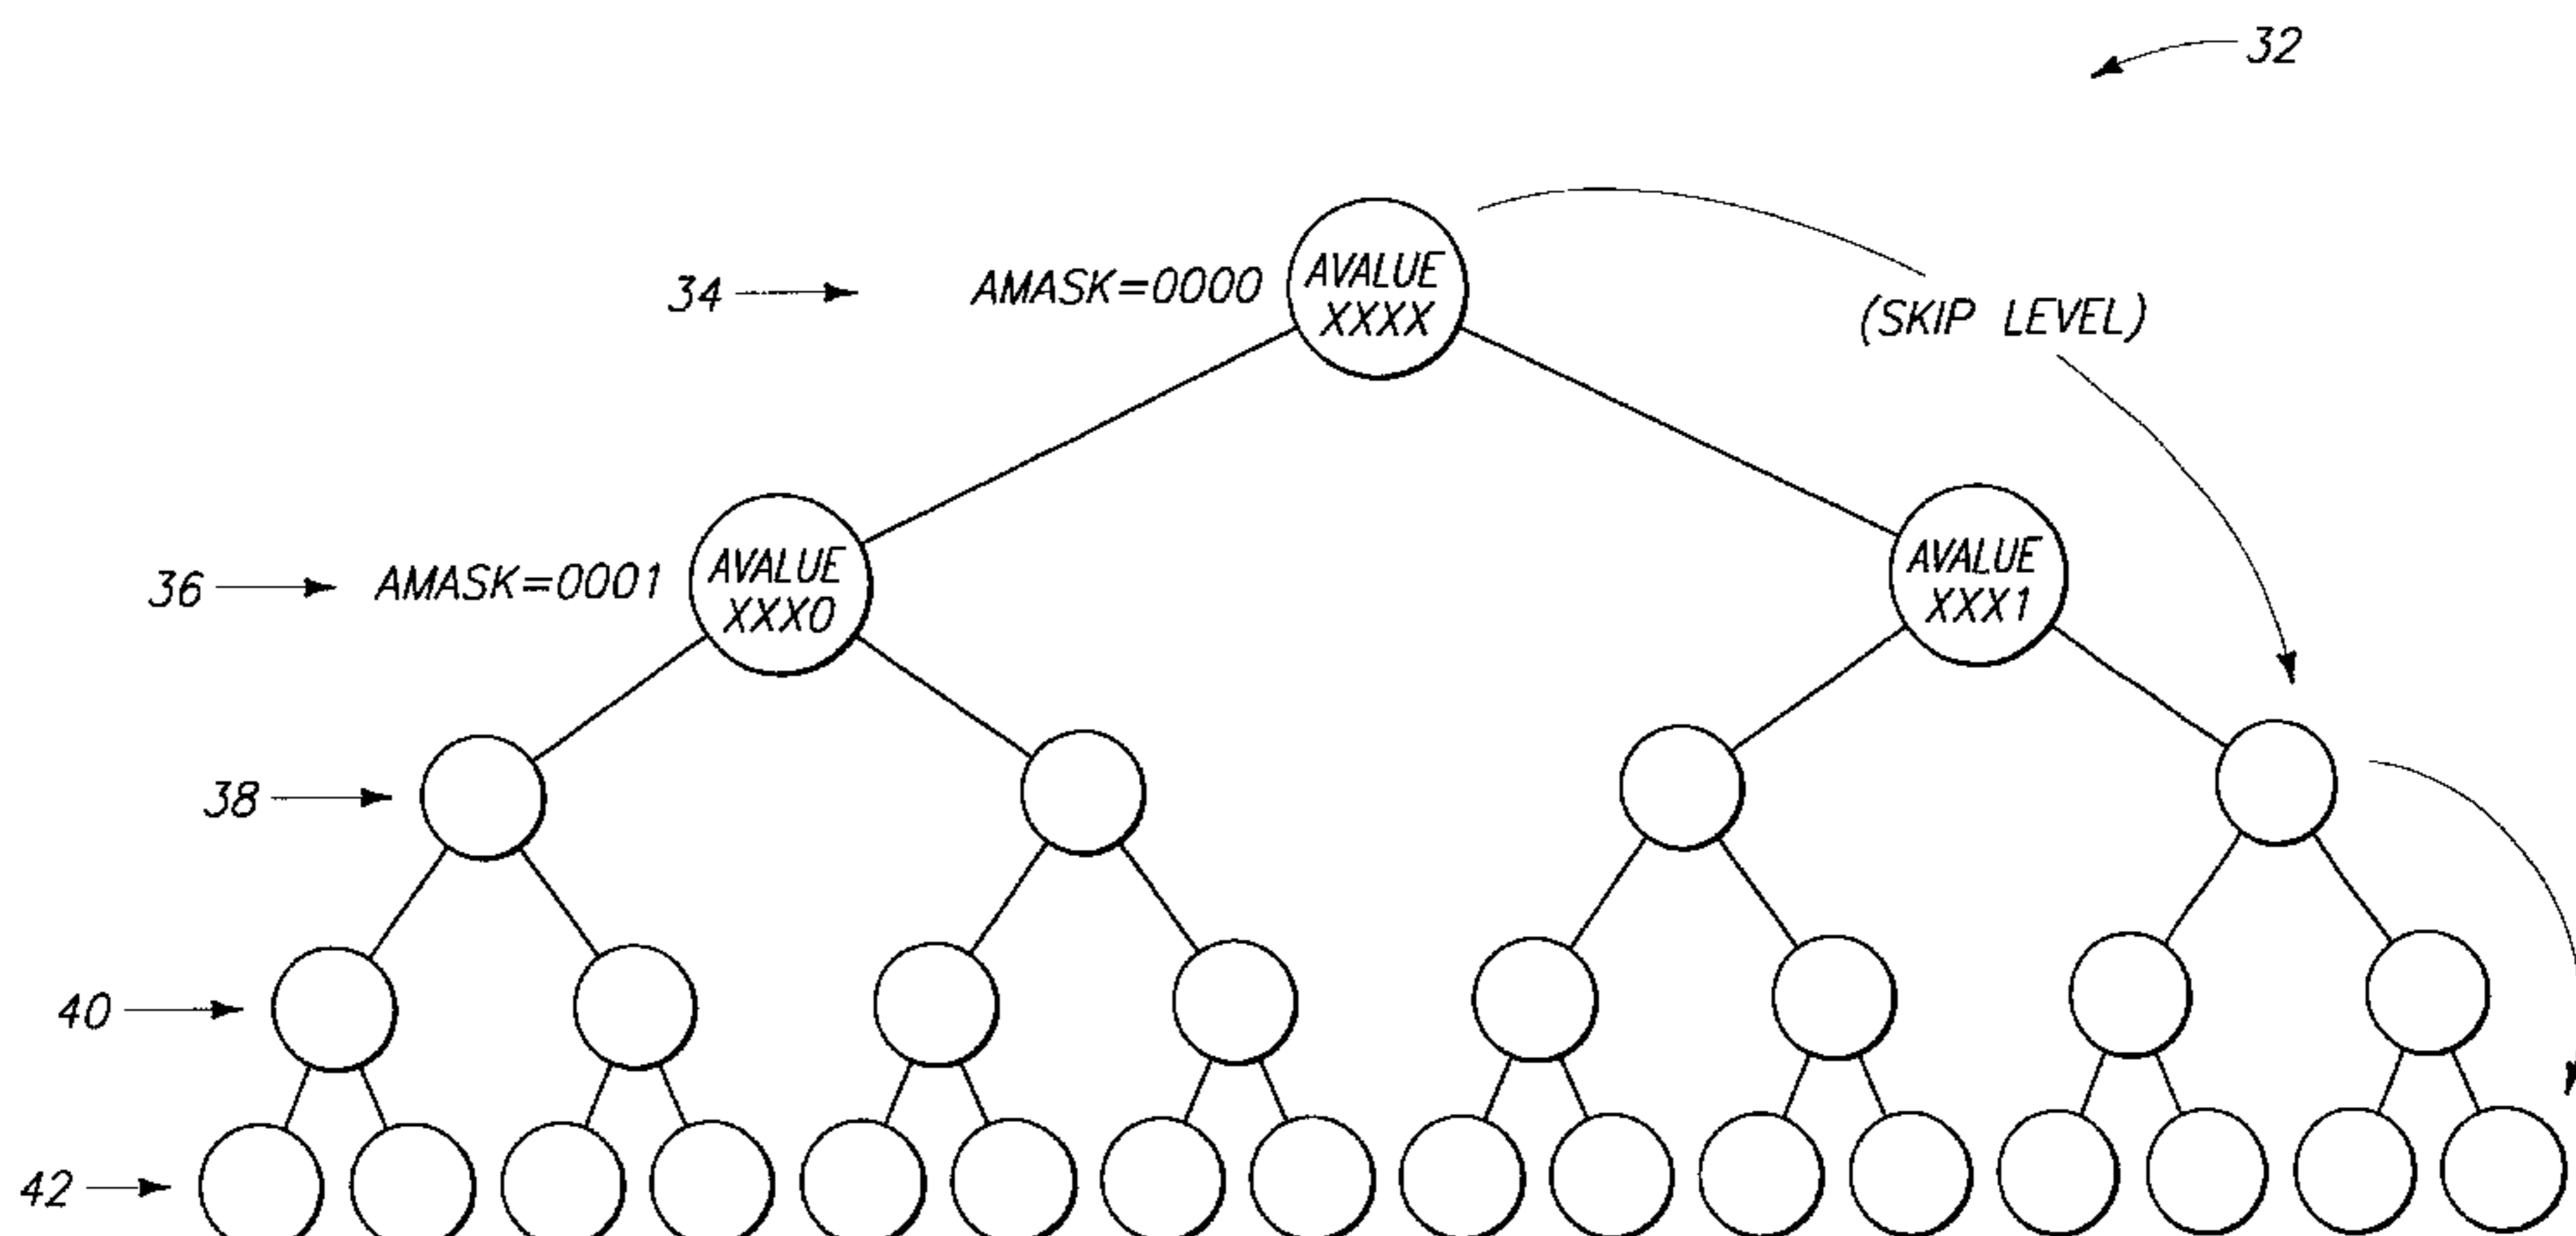 32
34
AMASK=0000
AVALUE
XXXX
(SKIP LEVEL)
36
AMASK=0001
AVALUE
XXX0
AVALUE
XXX1
38
40
42